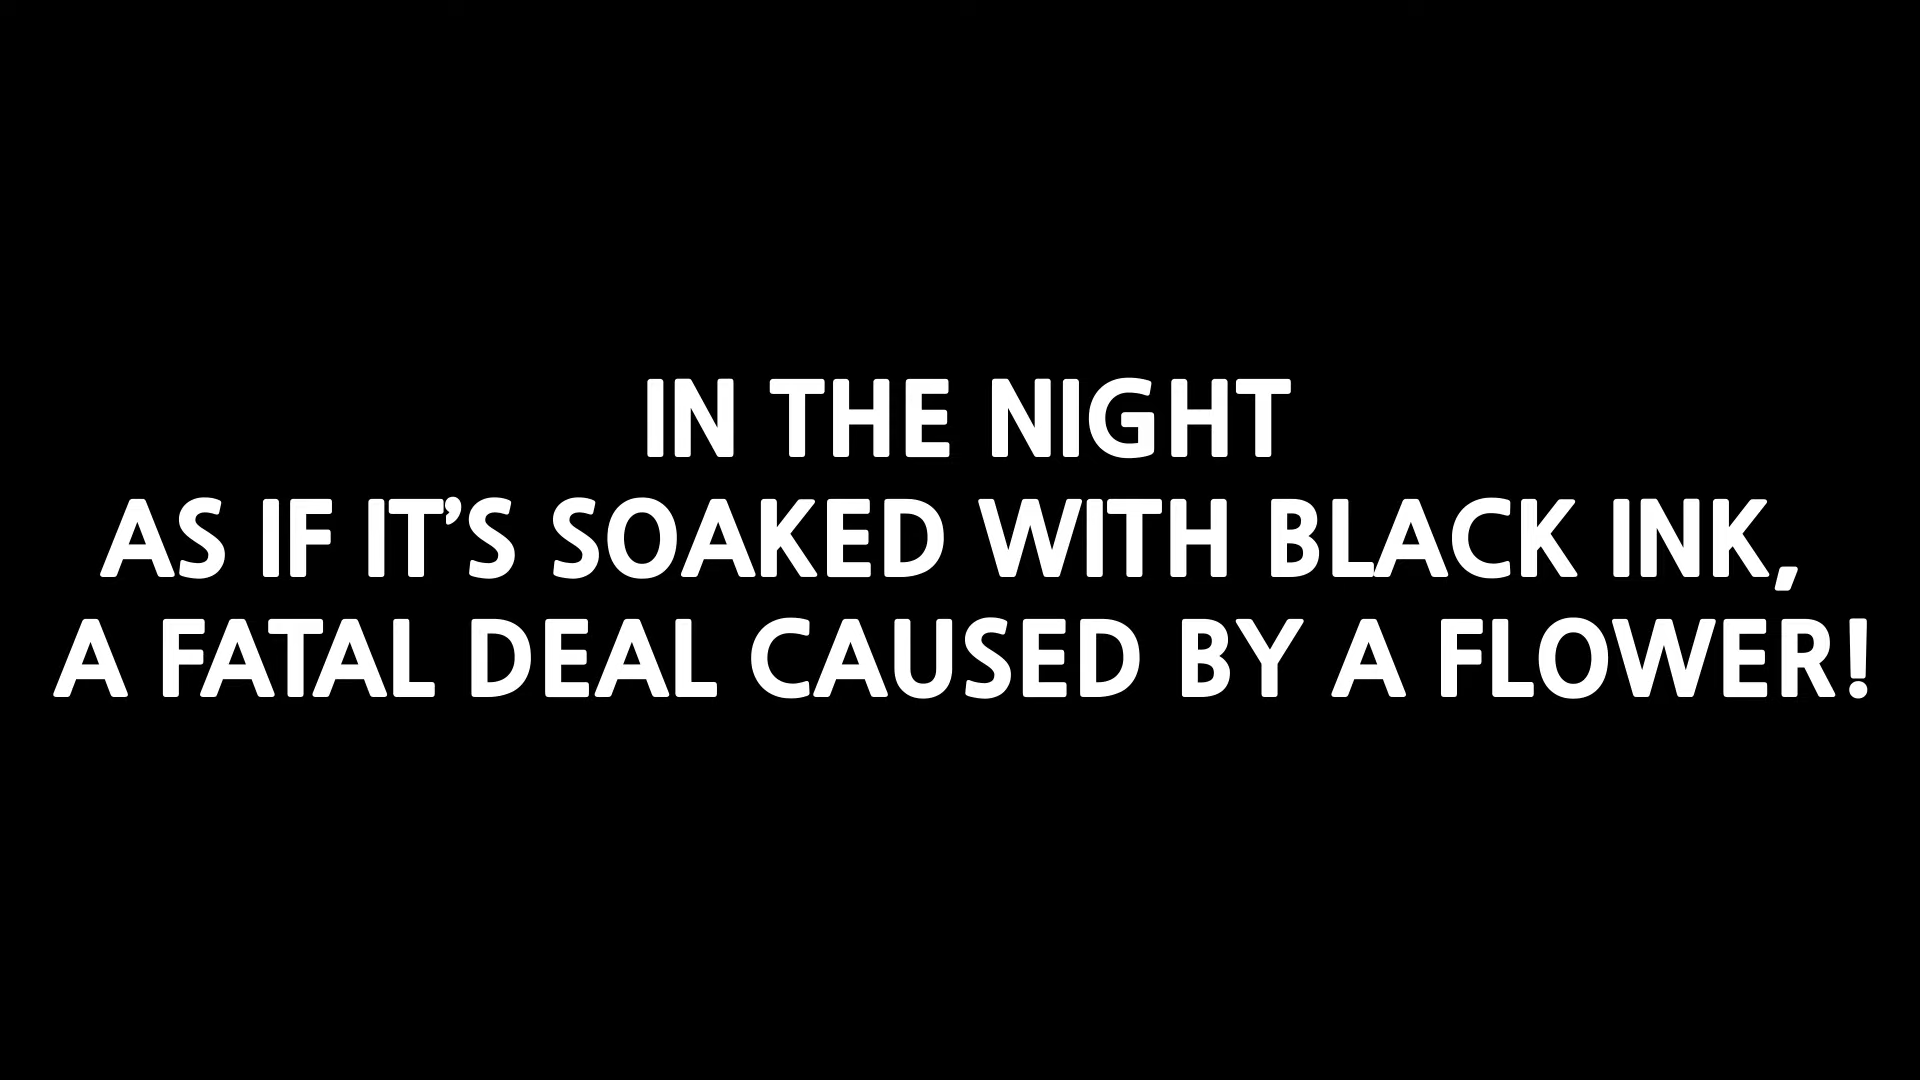 IN THE NIGHT
AS IF IT’S SOAKED WITH BLACK INK,
A FATAL DEAL CAUSED BY A FLOWER!